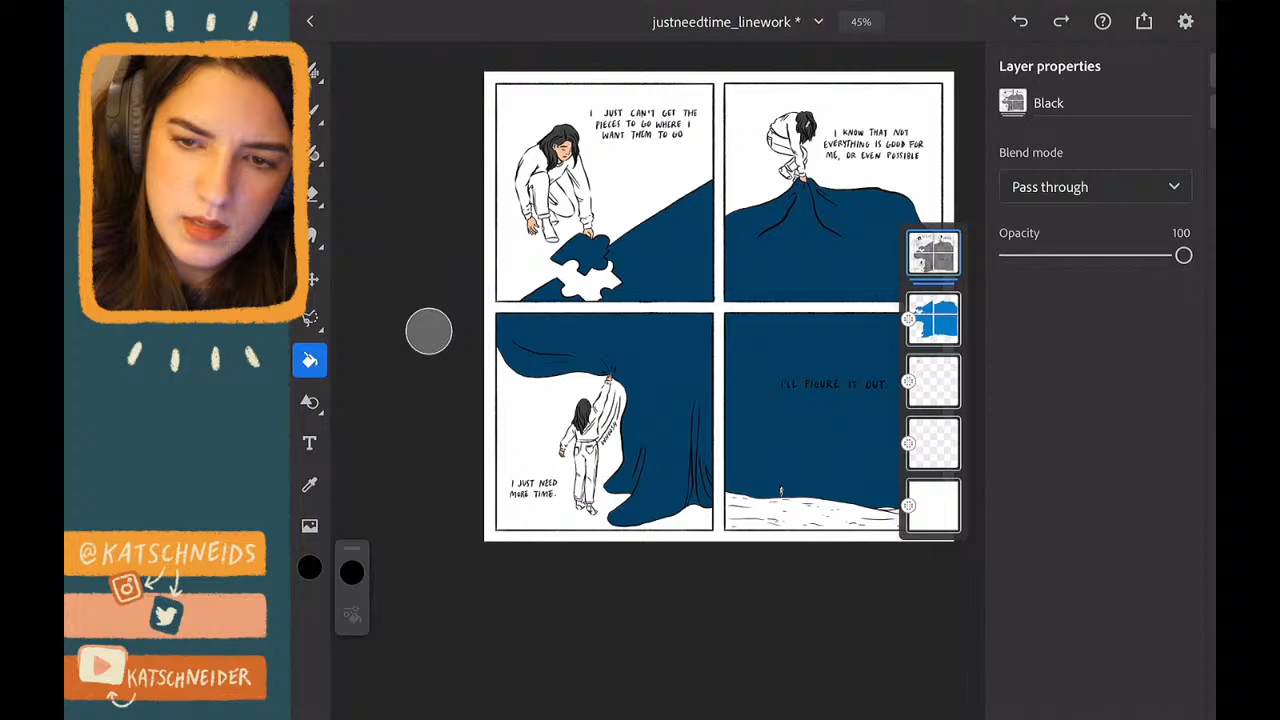 justneedtime_linework *
45%
Layer properties
Black
Blend mode
Pass through
Opacity
100
I JUST CAN'T GET THE
PIECES TO GO WHERE I
WANT THEM TO GO
I KNOW THAT NOT
EVERYTHING IS GOOD FOR
ME, OR EVEN POSSIBLE
WHOOSH
I JUST NEED
MORE TIME.
I'LL FIGURE IT OUT.
T
@KATSCHNEIDS
KATSCHNEIDER